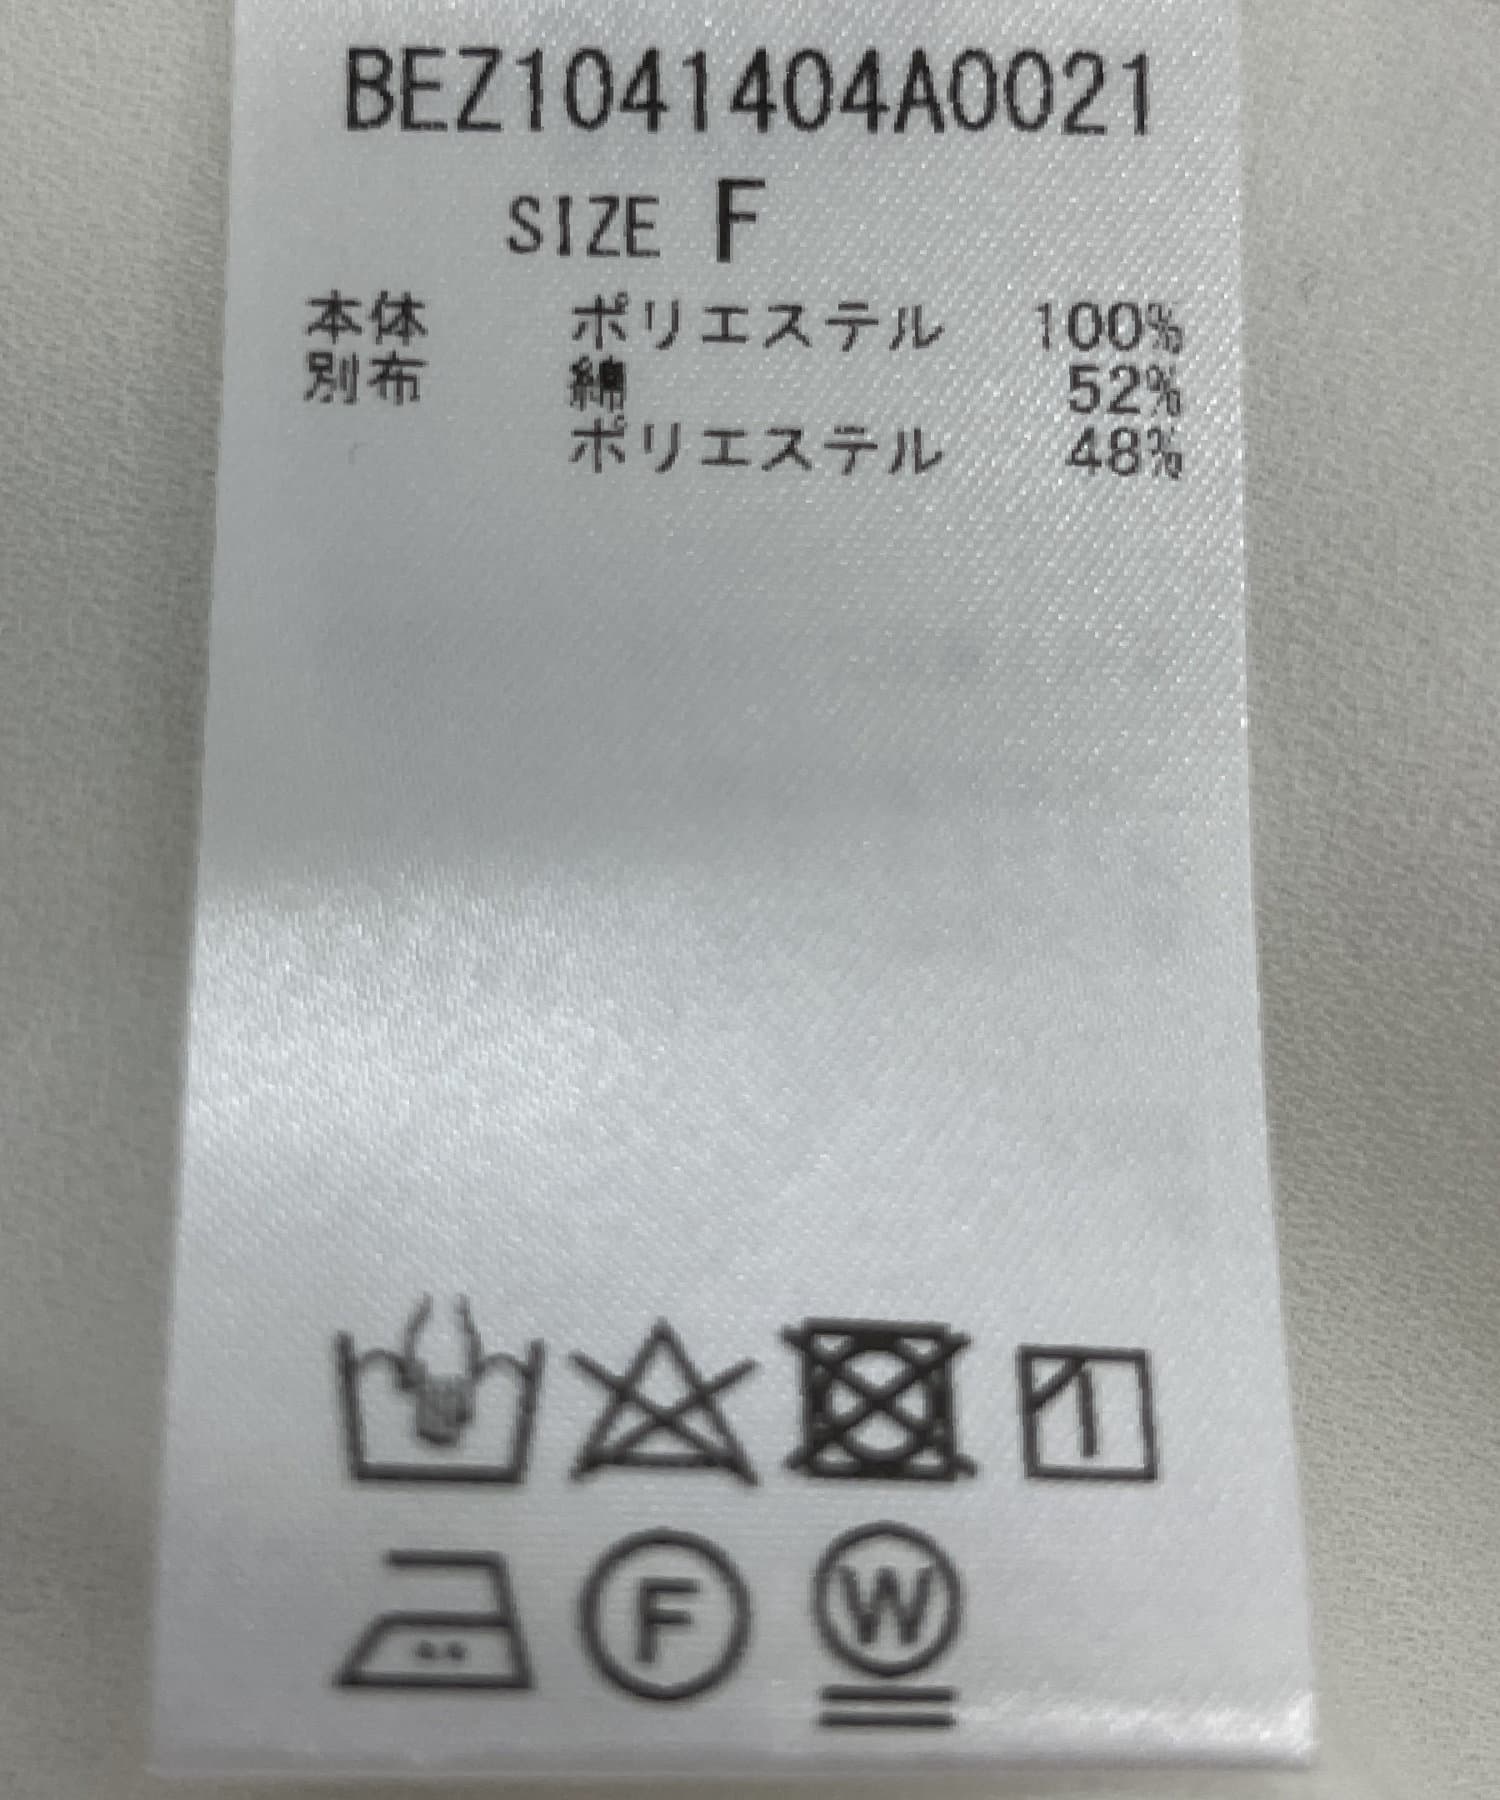 BEZ1041404A0021
SIZE F
本体 ポリエステル 100%
別布 綿 52%
ポリエステル 48%
1
F W